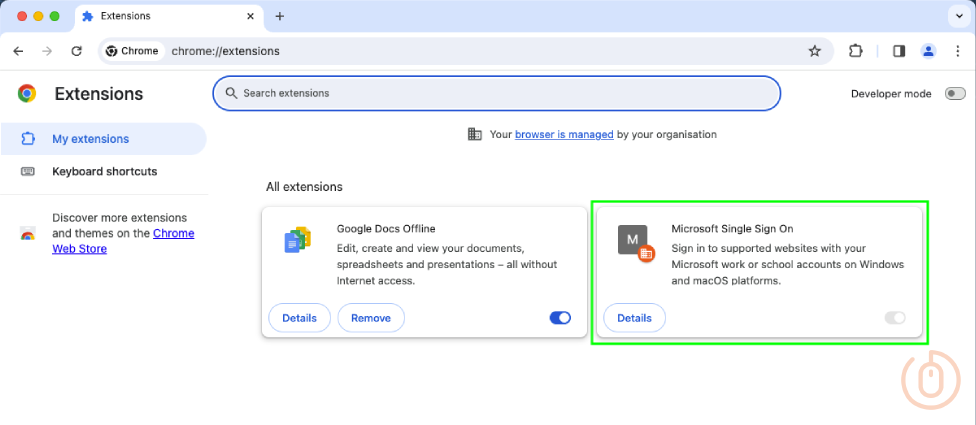 Extensions
Chrome
chrome://extensions
Extensions
Search extensions
Developer mode
My extensions
Keyboard shortcuts
Discover more extensions
and themes on the Chrome
Web Store
Your browser is managed by your organisation
All extensions
Google Docs Offline
Edit, create and view your documents,
spreadsheets and presentations – all without
Internet access.
Details
Remove
M
Microsoft Single Sign On
Sign in to supported websites with your
Microsoft work or school accounts on Windows
and macOS platforms.
Details